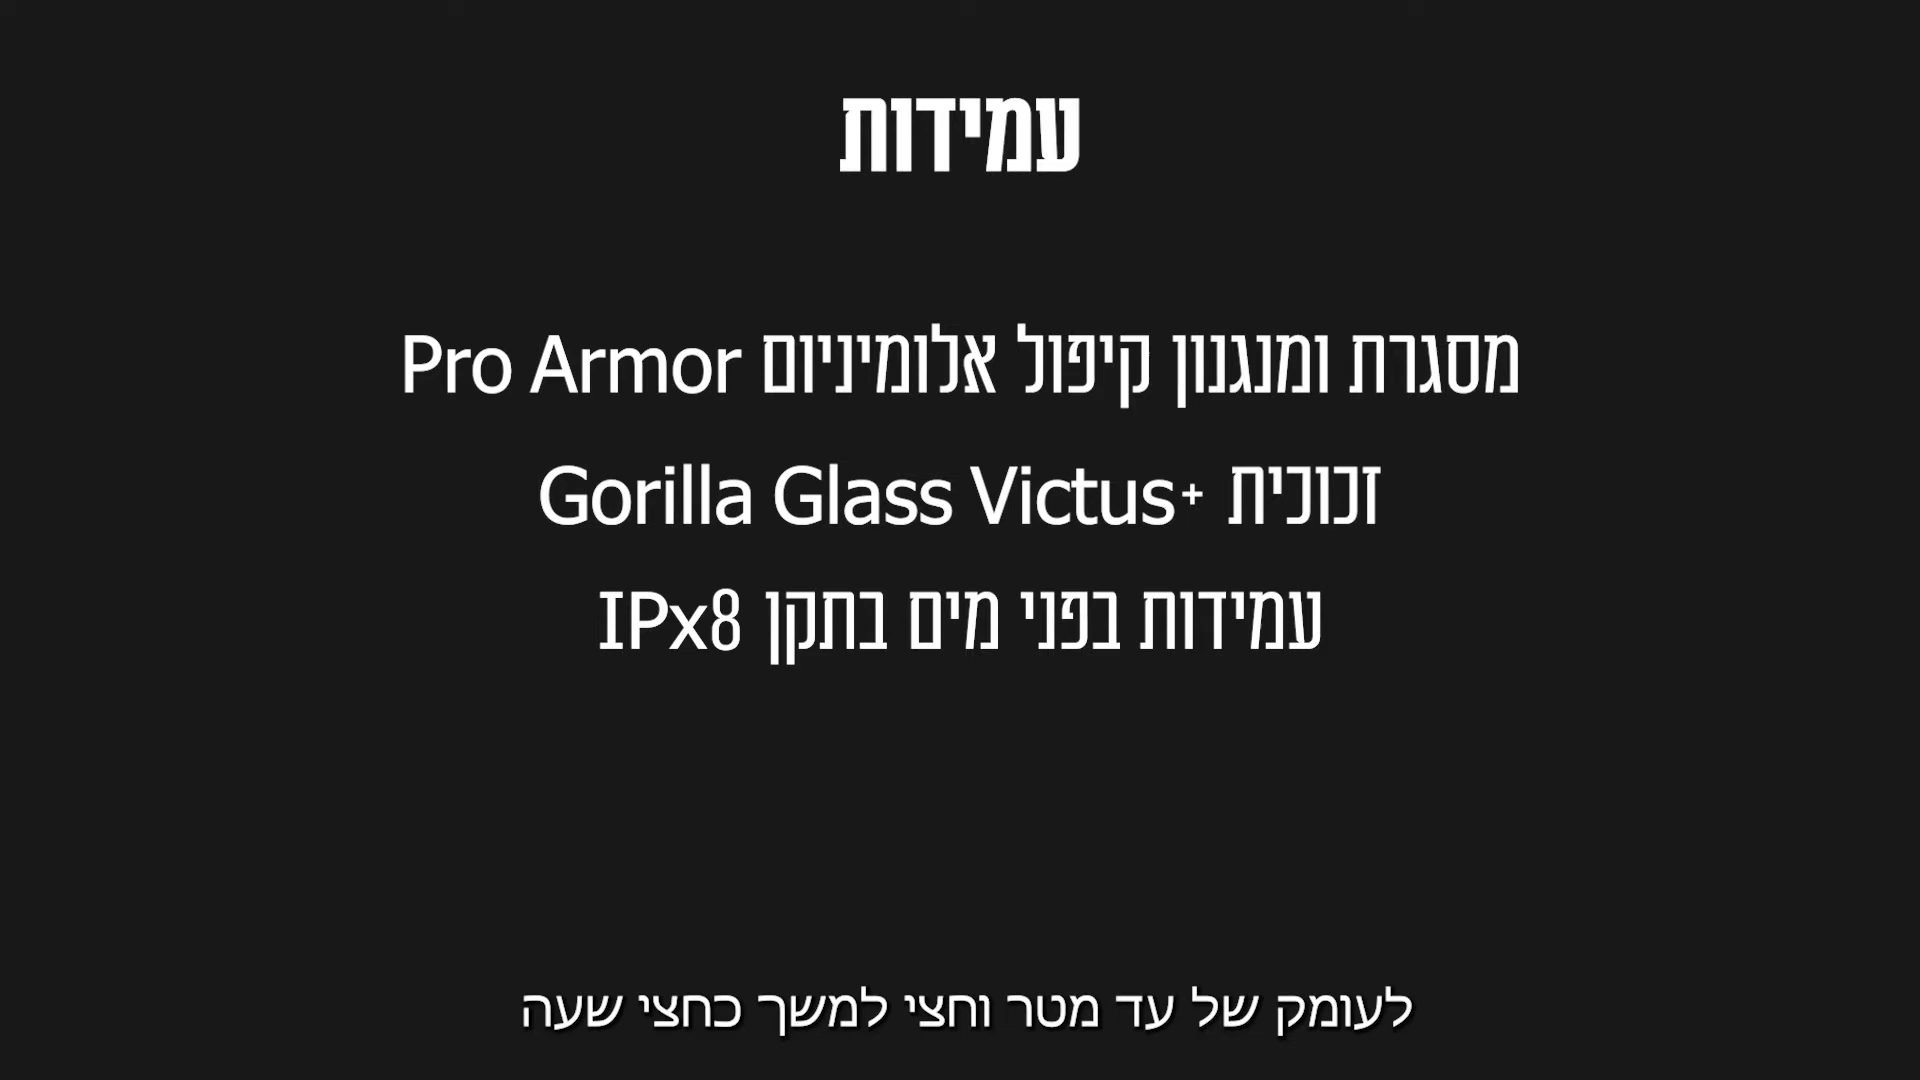 עמידות
מסגרת ומנגנון קיפול אלומיניום Pro Armor
זכוכית Gorilla Glass Victus+
עמידות בפני מים בתקן IPx8
לעומק של עד מטר וחצי למשך כחצי שעה